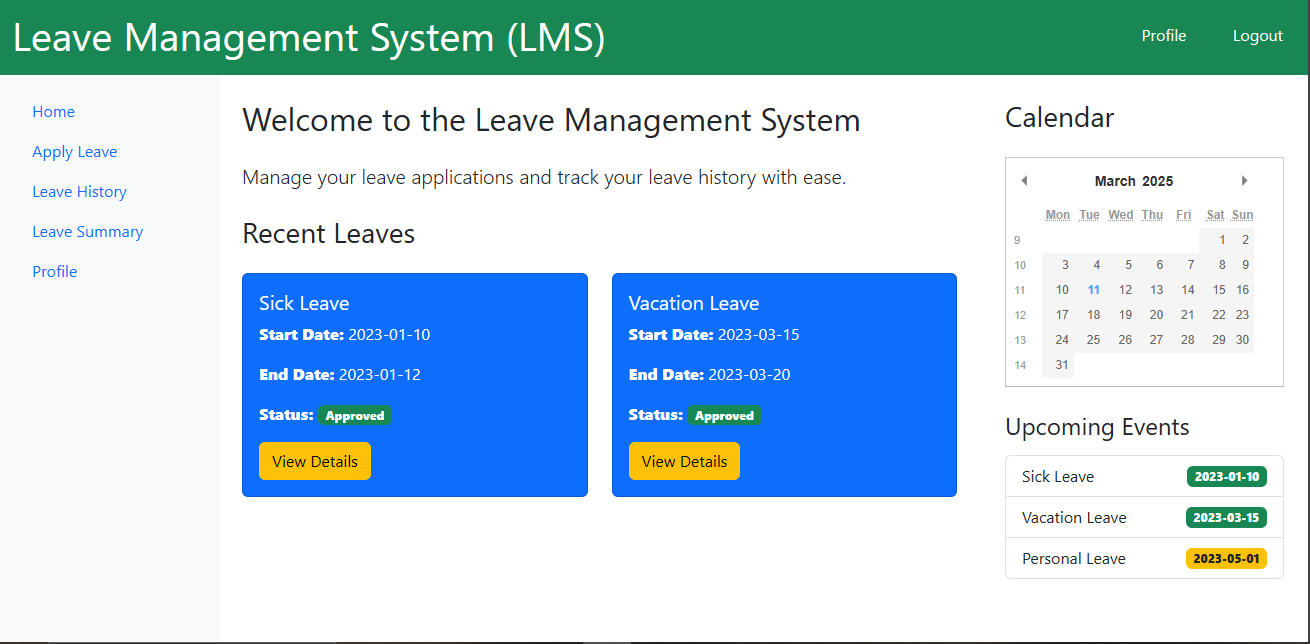 Leave Management System (LMS)
Profile Logout
Home
Apply Leave
Leave History
Leave Summary
Profile
Welcome to the Leave Management System
Manage your leave applications and track your leave history with ease.
Recent Leaves
Sick Leave
Start Date: 2023-01-10
End Date: 2023-01-12
Status: Approved
View Details
Vacation Leave
Start Date: 2023-03-15
End Date: 2023-03-20
Status: Approved
View Details
Calendar
March 2025
Mon Tue Wed Thu Fri Sat Sun
9 1 2
10 3 4 5 6 7 8 9
11 10 11 12 13 14 15 16
12 17 18 19 20 21 22 23
13 24 25 26 27 28 29 30
14 31
Upcoming Events
Sick Leave 2023-01-10
Vacation Leave 2023-03-15
Personal Leave 2023-05-01